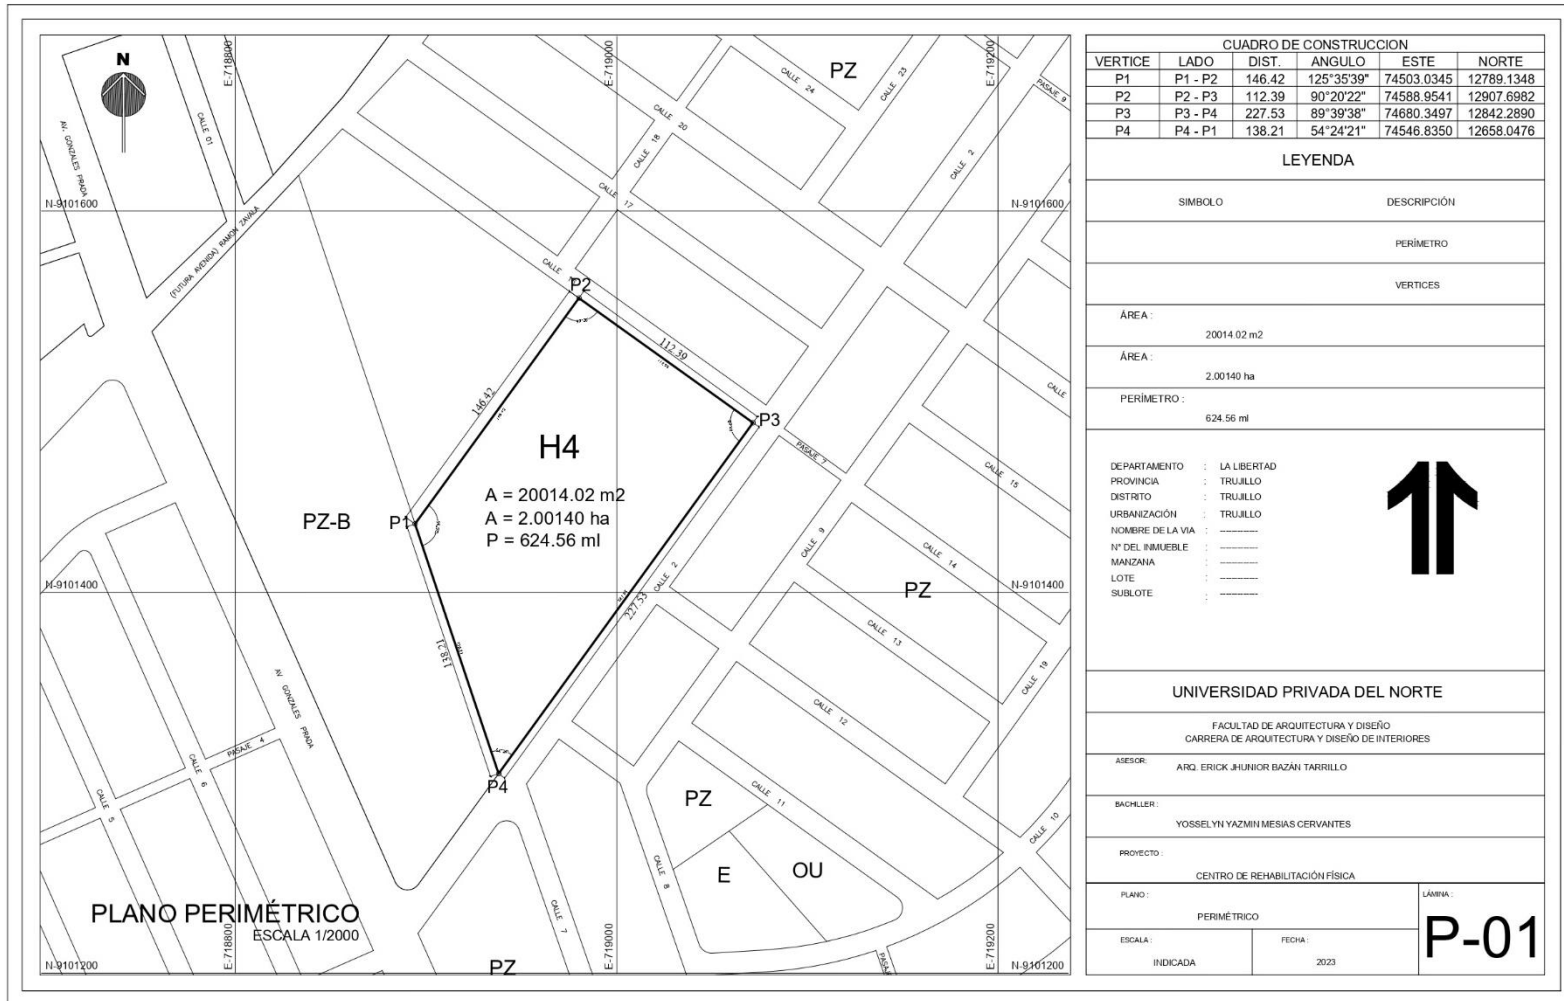 N
E-718800
E-719000
E-719200
PZ
CALLE 24
CALLE 23
PASAJE 9
AV. GONZALES PRADA
CALLE 01
CALLE 20
CALLE 18
CALLE 2
CALLE 17
N-9101600
N-9101600
(FUTURA AVENIDA) RAMON ZAVALA
CALLE
P2
112.39
146.42
CALLE
P3
H4
PASAJE 7
CALLE 15
A = 20014.02 m2
A = 2.00140 ha
P = 624.56 ml
PZ-B
P1
CALLE 9
CALLE 14
N-9101400
CALLE 2
PZ
N-9101400
227.53
CALLE 13
138.21
CALLE 19
AV. GONZALES PRADA
CALLE 12
PASAJE 4
CALLE 6
P4
PZ
CALLE 11
CALLE 5
CALLE 10
CALLE 8
E
OU
PLANO PERIMÉTRICO
ESCALA 1/2000
CALLE 7
E-718800
E-719000
E-719200
N-9101200
PZ
N-9101200
CUADRO DE CONSTRUCCION
VERTICE LADO DIST. ANGULO ESTE NORTE
P1 P1 - P2 146.42 125°35'39" 74503.0345 12789.1348
P2 P2 - P3 112.39 90°20'22" 74588.9541 12907.6982
P3 P3 - P4 227.53 89°39'38" 74680.3497 12842.2890
P4 P4 - P1 138.21 54°24'21" 74546.8350 12658.0476
LEYENDA
SIMBOLO DESCRIPCIÓN
PERÍMETRO
VERTICES
ÁREA :
20014.02 m2
ÁREA :
2.00140 ha
PERÍMETRO :
624.56 ml
DEPARTAMENTO : LA LIBERTAD
PROVINCIA : TRUJILLO
DISTRITO : TRUJILLO
URBANIZACIÓN : TRUJILLO
NOMBRE DE LA VIA : -------------
N° DEL INMUEBLE : -------------
MANZANA : -------------
LOTE : -------------
SUBLOTE : -------------
UNIVERSIDAD PRIVADA DEL NORTE
FACULTAD DE ARQUITECTURA Y DISEÑO
CARRERA DE ARQUITECTURA Y DISEÑO DE INTERIORES
ASESOR:
ARQ. ERICK JHUNIOR BAZÁN TARRILLO
BACHILLER :
YOSSELYN YAZMIN MESIAS CERVANTES
PROYECTO :
CENTRO DE REHABILITACIÓN FÍSICA
PLANO :
PERIMÉTRICO
LÁMINA :
P-01
ESCALA :
INDICADA
FECHA :
2023